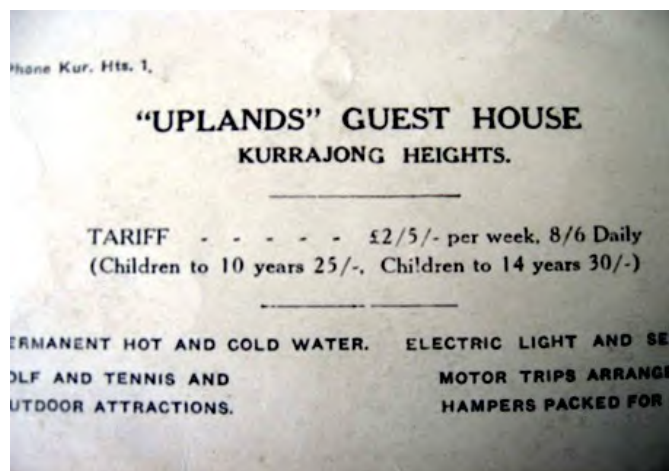 Phone Kur. Hts. 1.
"UPLANDS" GUEST HOUSE
KURRAJONG HEIGHTS.
TARIFF - - - - - £2/5/- per week, 8/6 Daily
(Children to 10 years 25/-, Children to 14 years 30/-)
ERMANENT HOT AND COLD WATER. ELECTRIC LIGHT AND SE
OLF AND TENNIS AND MOTOR TRIPS ARRANGE
UTDOOR ATTRACTIONS. HAMPERS PACKED FOR